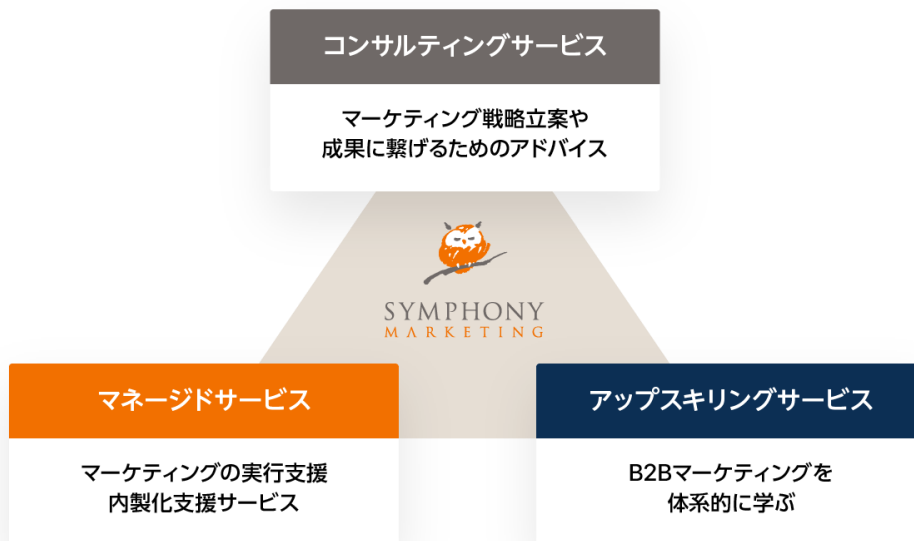 コンサルティングサービス
マーケティング戦略立案や
成果に繋げるためのアドバイス
SYMPHONY
MARKETING
マネージドサービス
マーケティングの実行支援
内製化支援サービス
アップスキリングサービス
B2Bマーケティングを
体系的に学ぶ